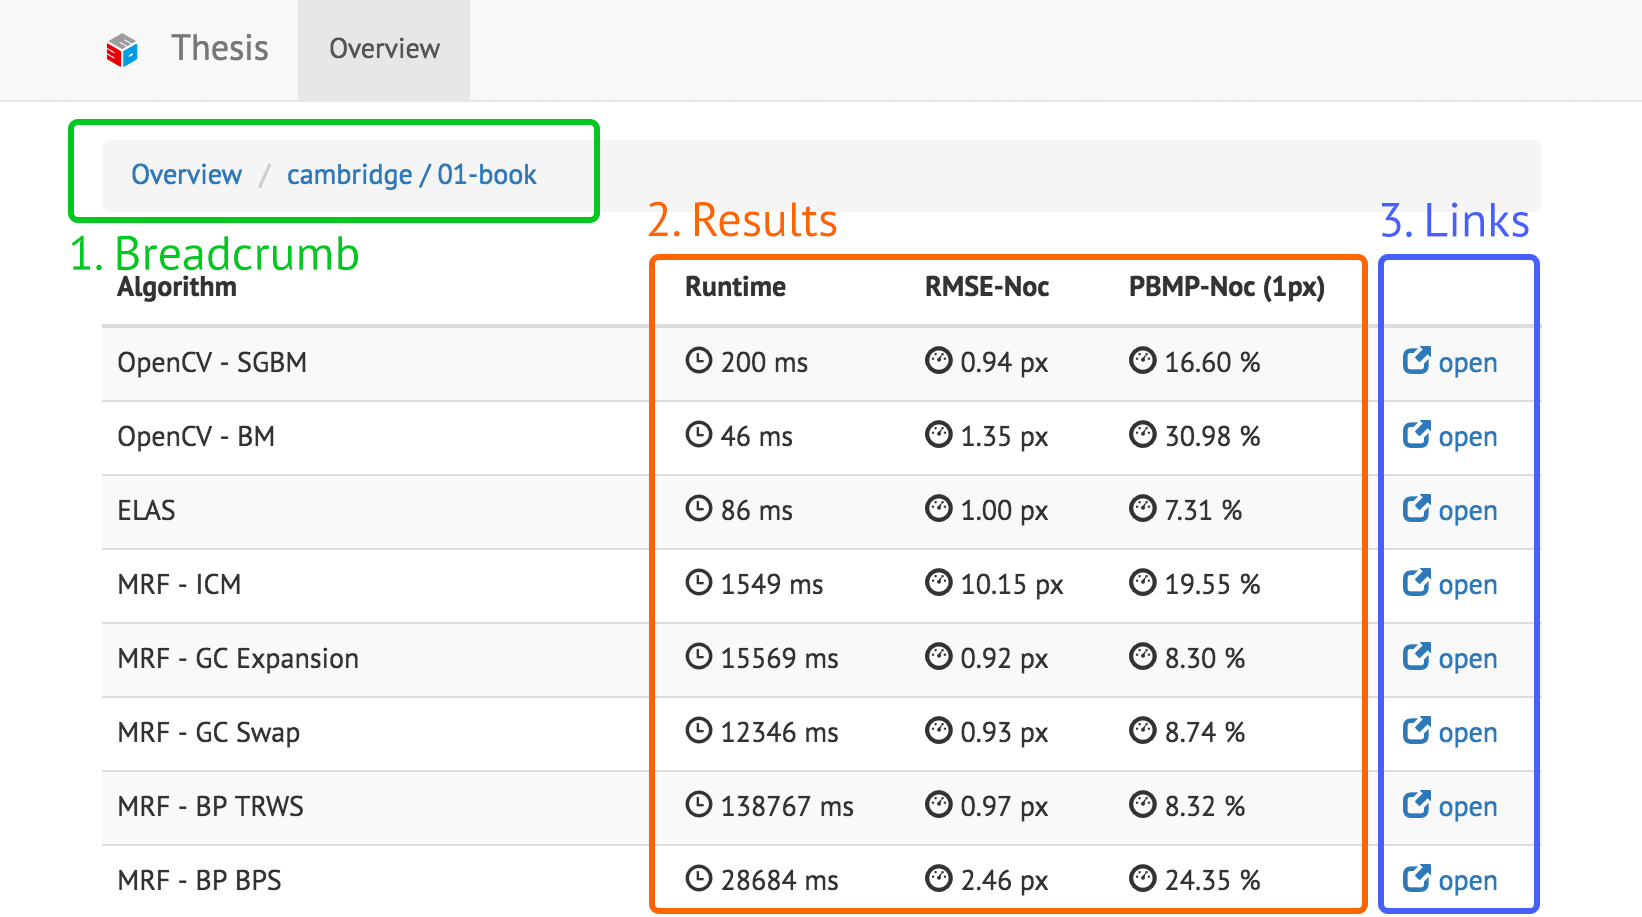 Thesis Overview
Overview / cambridge / 01-book
2. Results 3. Links
1. Breadcrumb
Algorithm Runtime RMSE-Noc PBMP-Noc (1px)
OpenCV - SGBM 200 ms 0.94 px 16.60 % open
OpenCV - BM 46 ms 1.35 px 30.98 % open
ELAS 86 ms 1.00 px 7.31 % open
MRF - ICM 1549 ms 10.15 px 19.55 % open
MRF - GC Expansion 15569 ms 0.92 px 8.30 % open
MRF - GC Swap 12346 ms 0.93 px 8.74 % open
MRF - BP TRWS 138767 ms 0.97 px 8.32 % open
MRF - BP BPS 28684 ms 2.46 px 24.35 % open